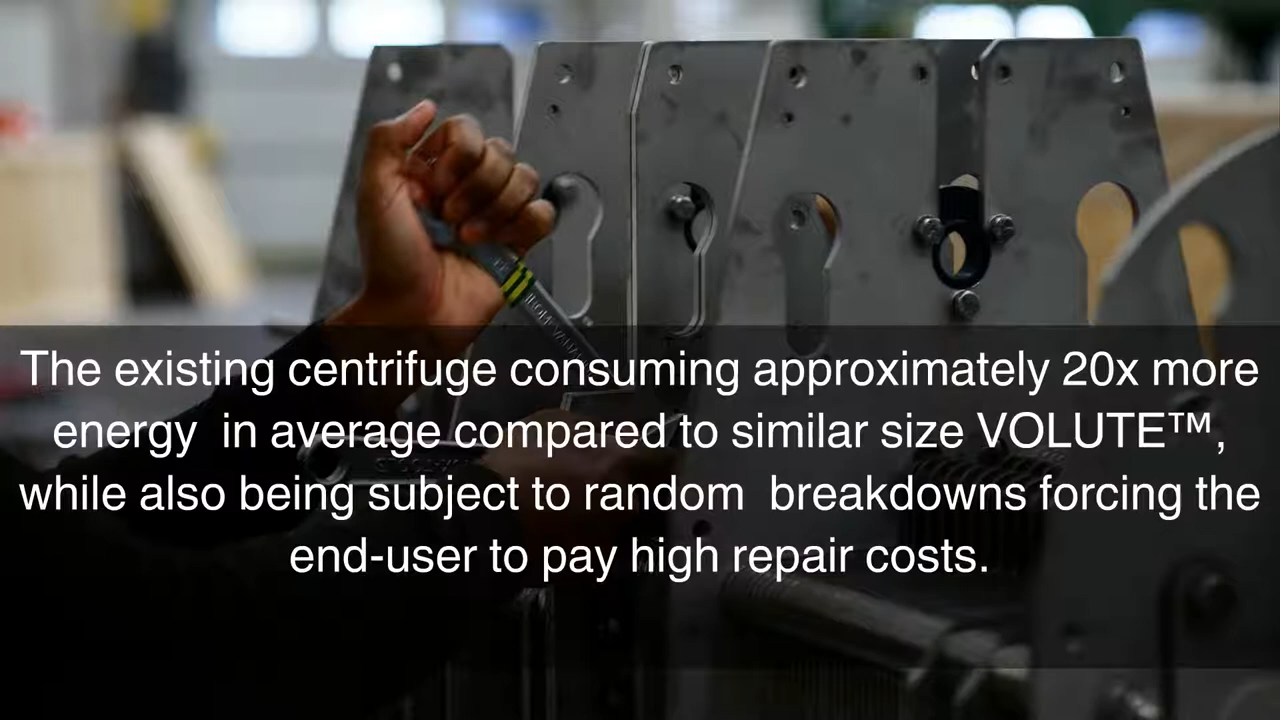 The existing centrifuge consuming approximately 20x more
energy  in average compared to similar size VOLUTE™,
while also being subject to random  breakdowns forcing the
end-user to pay high repair costs.